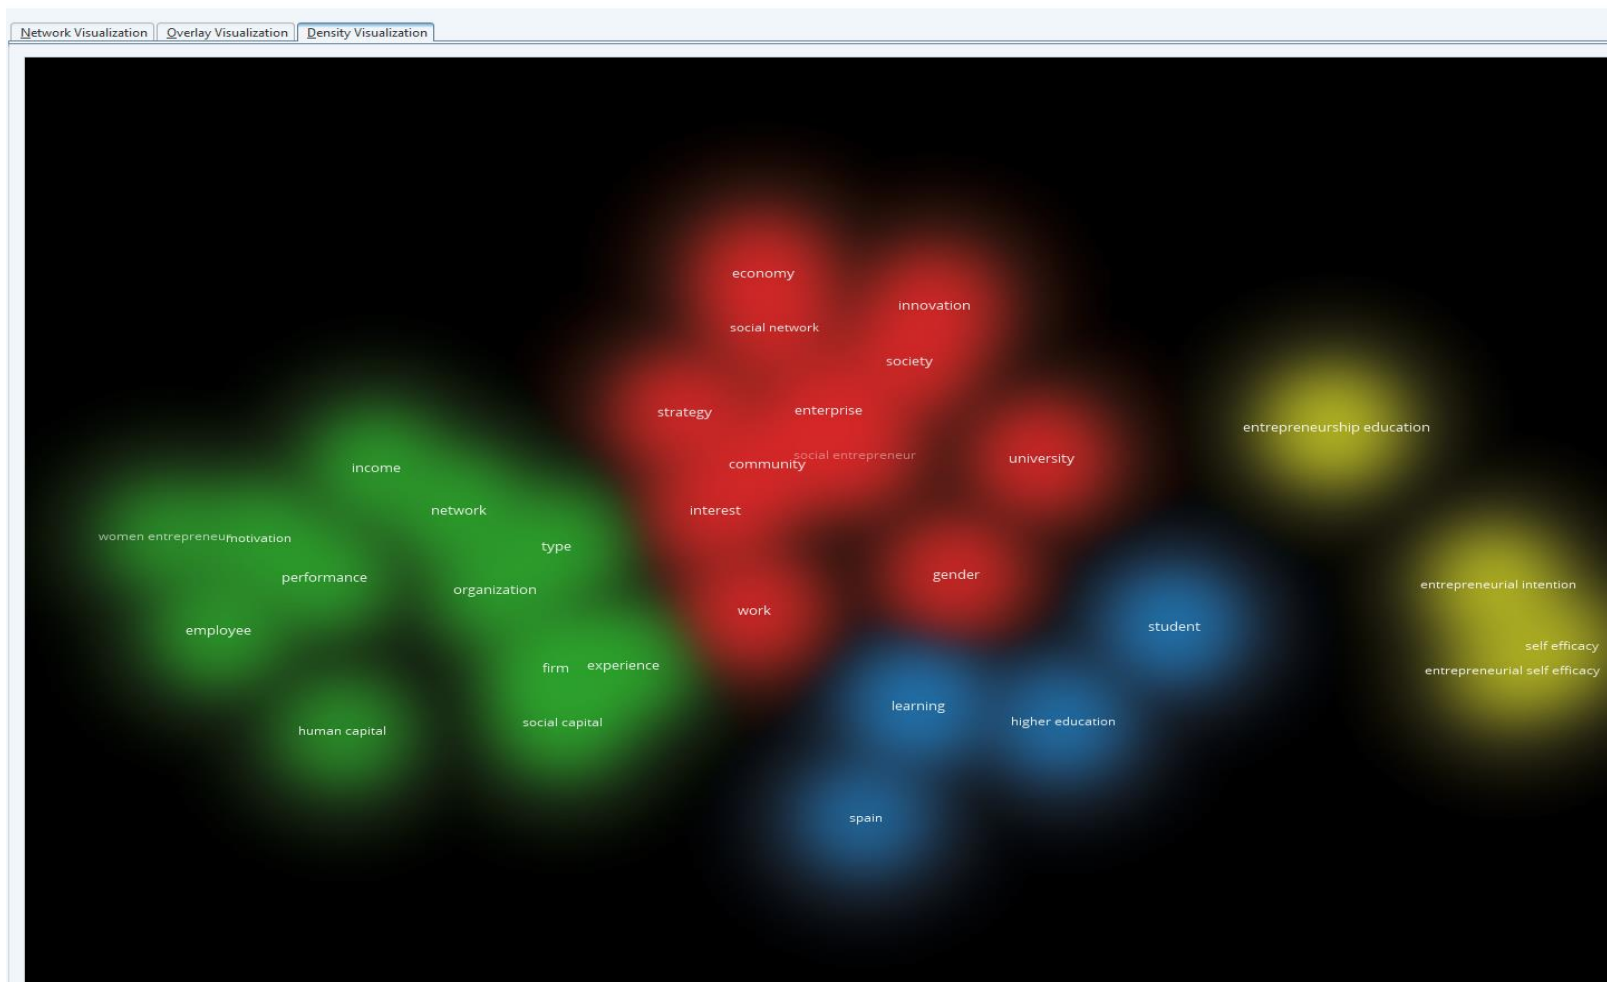 Network Visualization
Overlay Visualization
Density Visualization
economy
innovation
social network
society
strategy
enterprise
entrepreneurship education
social entrepreneur
university
community
income
network
interest
women entrepreneur
motivation
type
gender
performance
entrepreneurial intention
organization
work
employee
student
self efficacy
firm
experience
entrepreneurial self efficacy
learning
social capital
higher education
human capital
spain